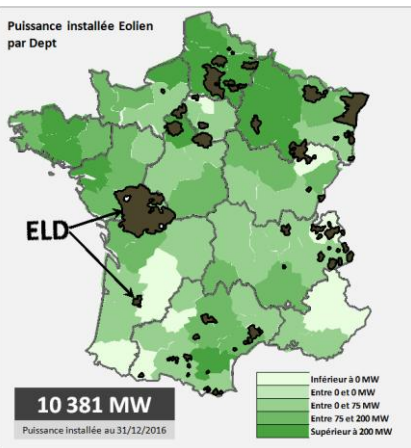 Puissance installée Eolien
par Dept
ELD
10 381 MW
Puissance installée au 31/12/2016
Inférieur à 0 MW
Entre 0 et 0 MW
Entre 0 et 75 MW
Entre 75 et 200 MW
Supérieur à 200 MW